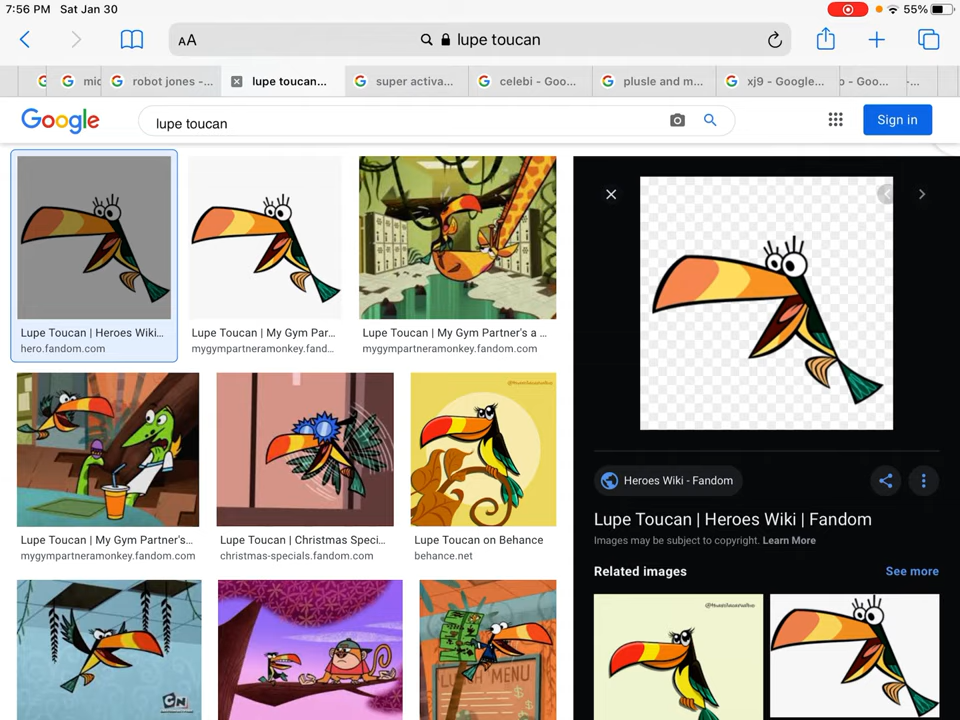 7:56 PM Sat Jan 30
55%
AA
lupe toucan
mic
robot jones -...
lupe toucan...
super activa...
celebi - Goo...
plusle and m...
xj9 - Google...
o - Goo...
-...
Google
lupe toucan
Sign in
Lupe Toucan | Heroes Wiki...
hero.fandom.com
Lupe Toucan | My Gym Par...
mygympartneramonkey.fand...
Lupe Toucan | My Gym Partner's a ...
mygympartneramonkey.fandom.com
Lupe Toucan | My Gym Partner's...
mygympartneramonkey.fandom.com
Lupe Toucan | Christmas Speci...
christmas-specials.fandom.com
Lupe Toucan on Behance
behance.net
CN
LUNCH MENU
Heroes Wiki - Fandom
Lupe Toucan | Heroes Wiki | Fandom
Images may be subject to copyright. Learn More
Related images
See more